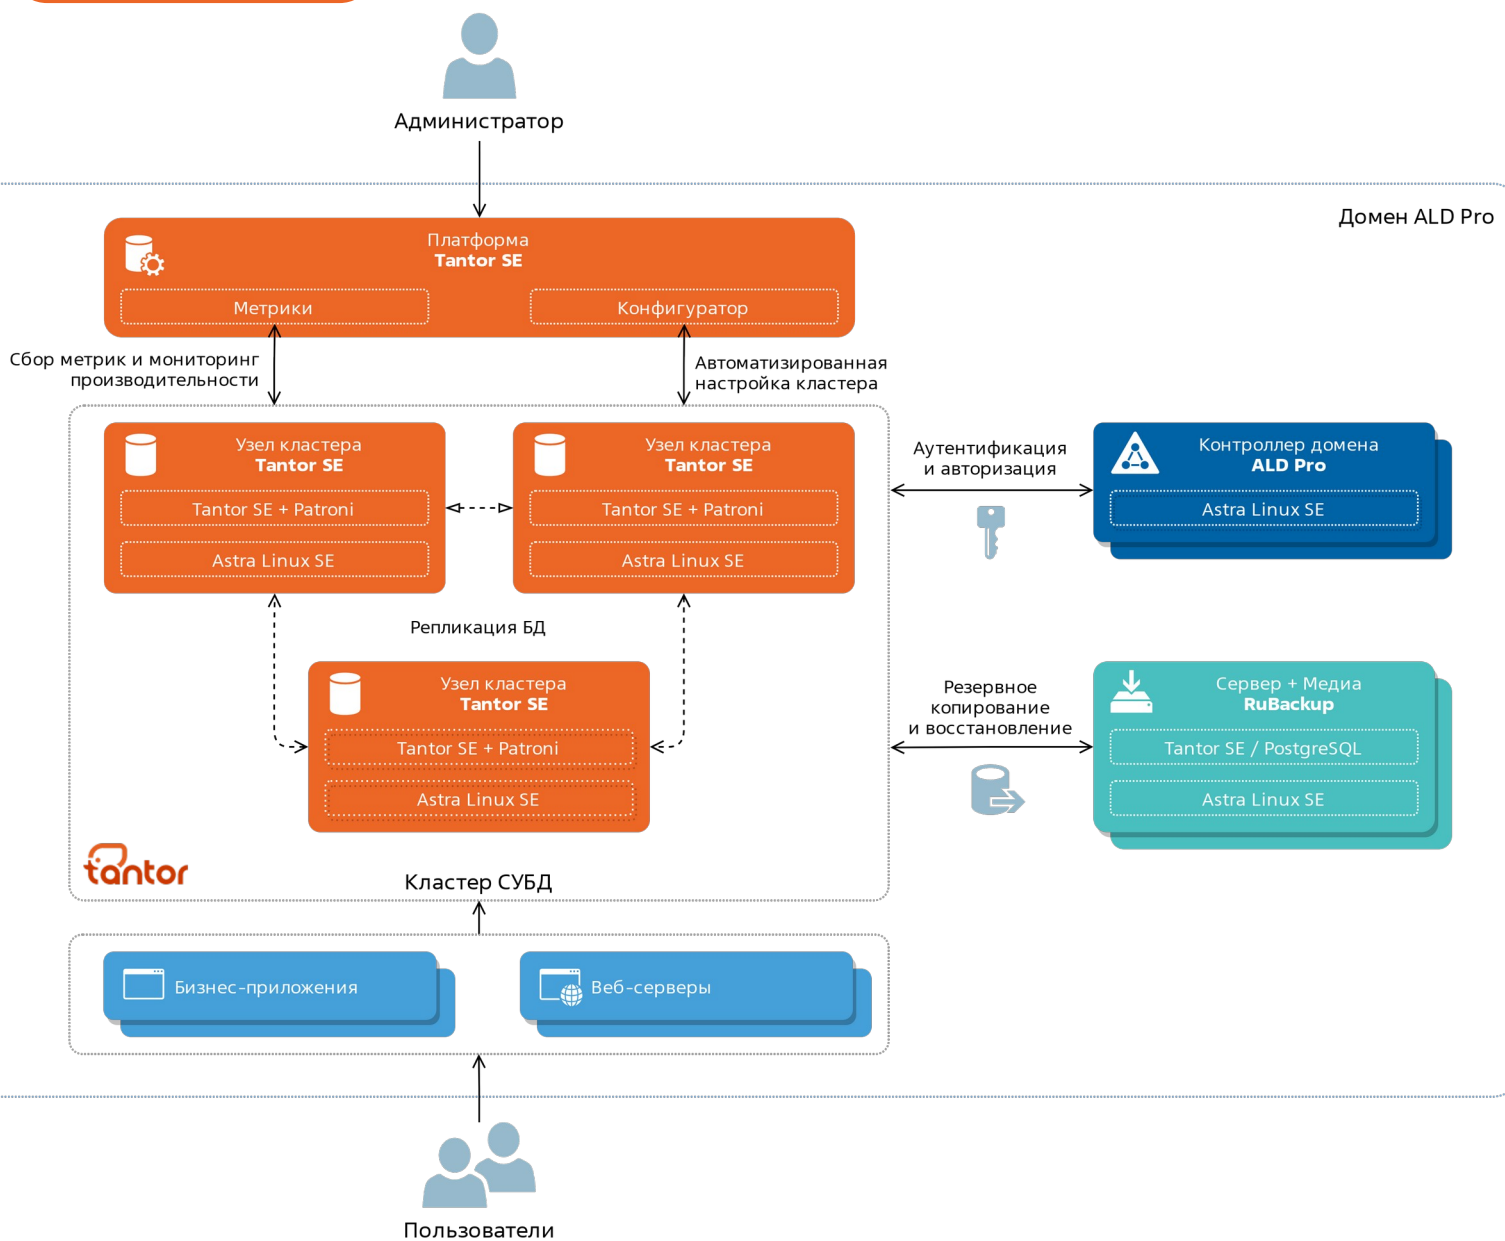 Администратор
Домен ALD Pro
Платформа
Tantor SE
Метрики
Конфигуратор
Сбор метрик и мониторинг
производительности
Автоматизированная
настройка кластера
Узел кластера
Tantor SE
Tantor SE + Patroni
Astra Linux SE
Узел кластера
Tantor SE
Tantor SE + Patroni
Astra Linux SE
Аутентификация
и авторизация
Контроллер домена
ALD Pro
Astra Linux SE
Репликация БД
Узел кластера
Tantor SE
Tantor SE + Patroni
Astra Linux SE
Резервное
копирование
и восстановление
Сервер + Медиа
RuBackup
Tantor SE / PostgreSQL
Astra Linux SE
tantor
Кластер СУБД
Бизнес-приложения
Веб-серверы
Пользователи